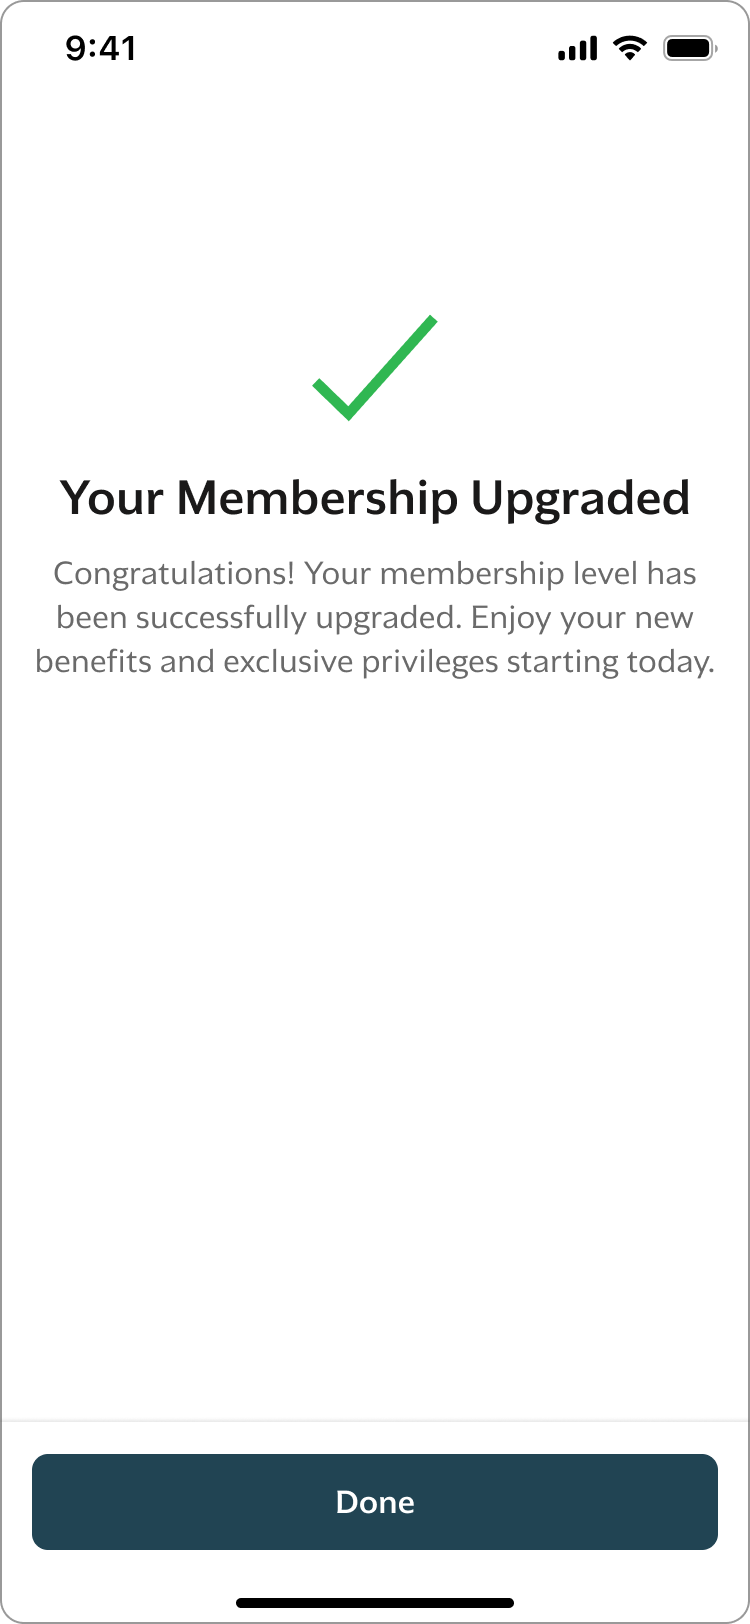 9:41
Your Membership Upgraded
Congratulations! Your membership level has
been successfully upgraded. Enjoy your new
benefits and exclusive privileges starting today.
Done